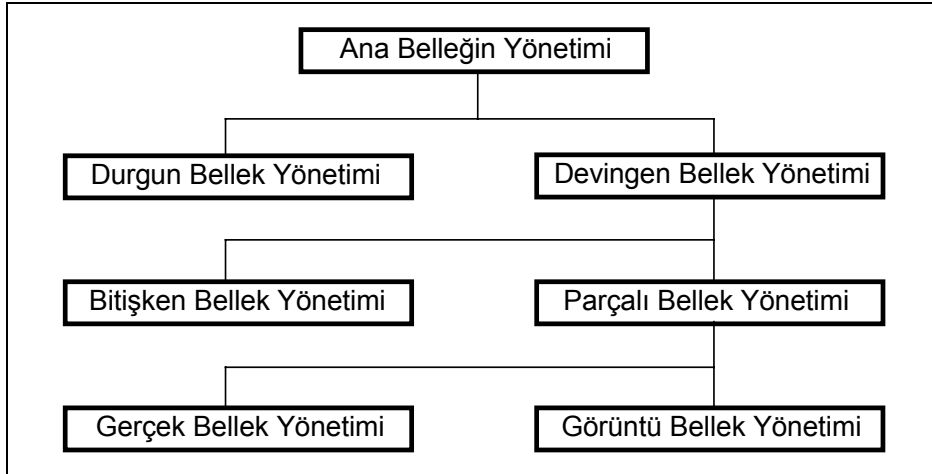 Ana Belleğin Yönetimi
Durgun Bellek Yönetimi
Devingen Bellek Yönetimi
Bitişken Bellek Yönetimi
Parçalı Bellek Yönetimi
Gerçek Bellek Yönetimi
Görüntü Bellek Yönetimi